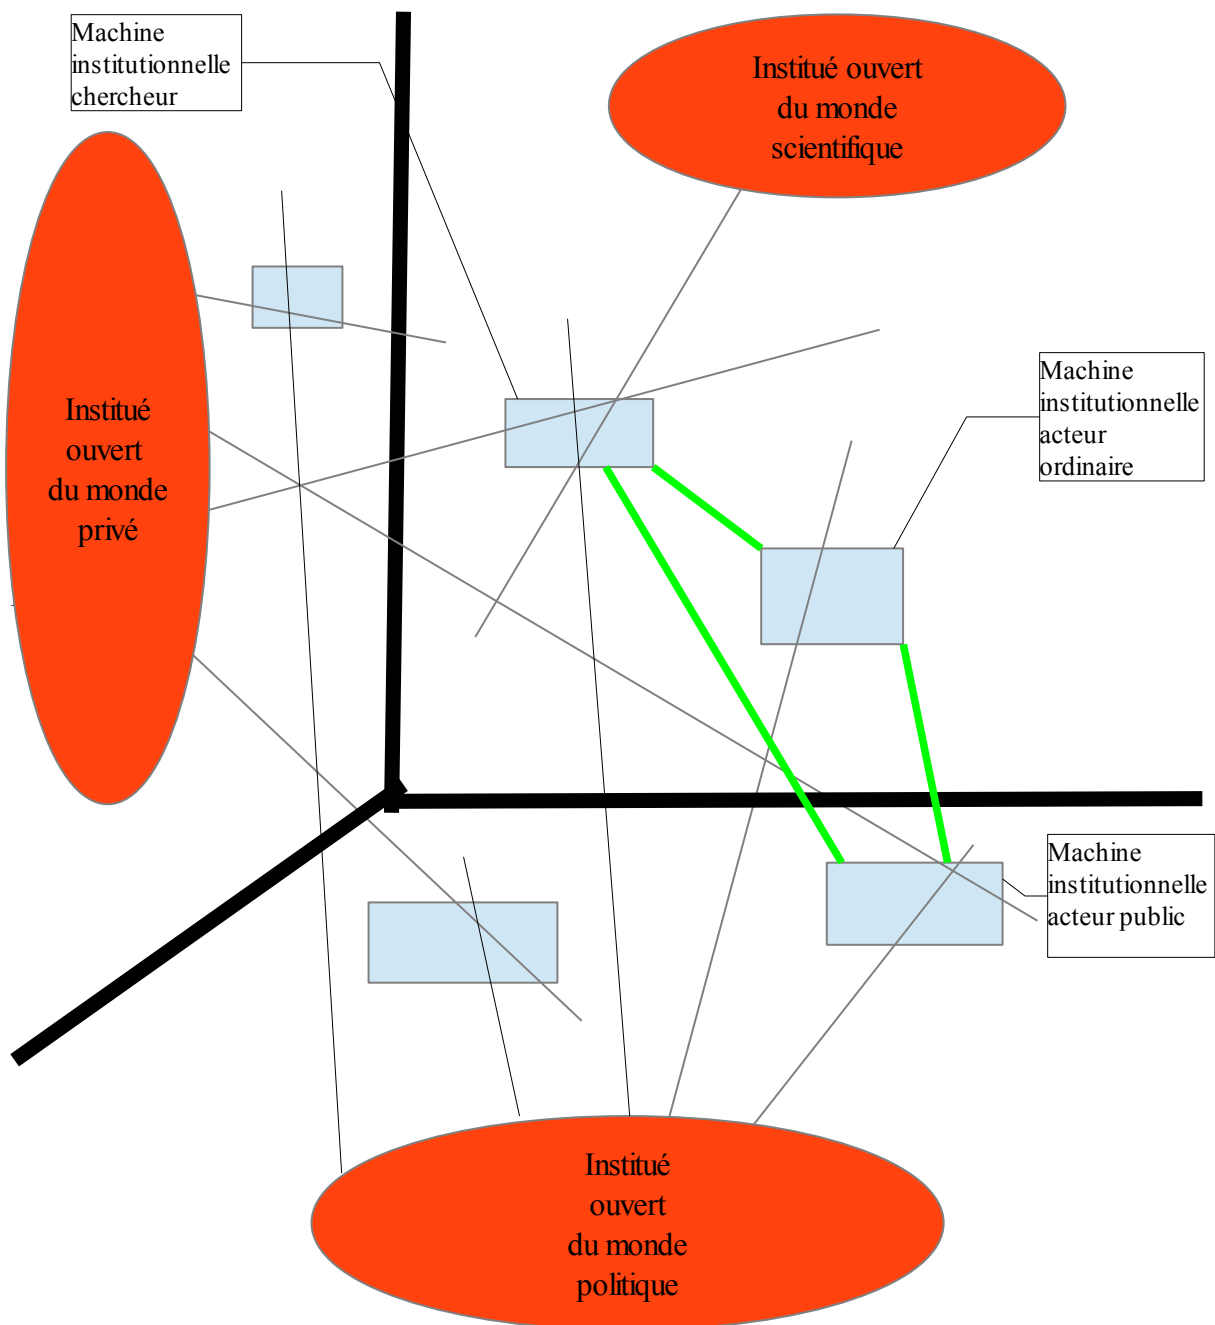 Machine
institutionnelle
chercheur
Institué ouvert
du monde
scientifique
Institué
ouvert
du monde
privé
Machine
institutionnelle
acteur
ordinaire
Machine
institutionnelle
acteur public
Institué
ouvert
du monde
politique